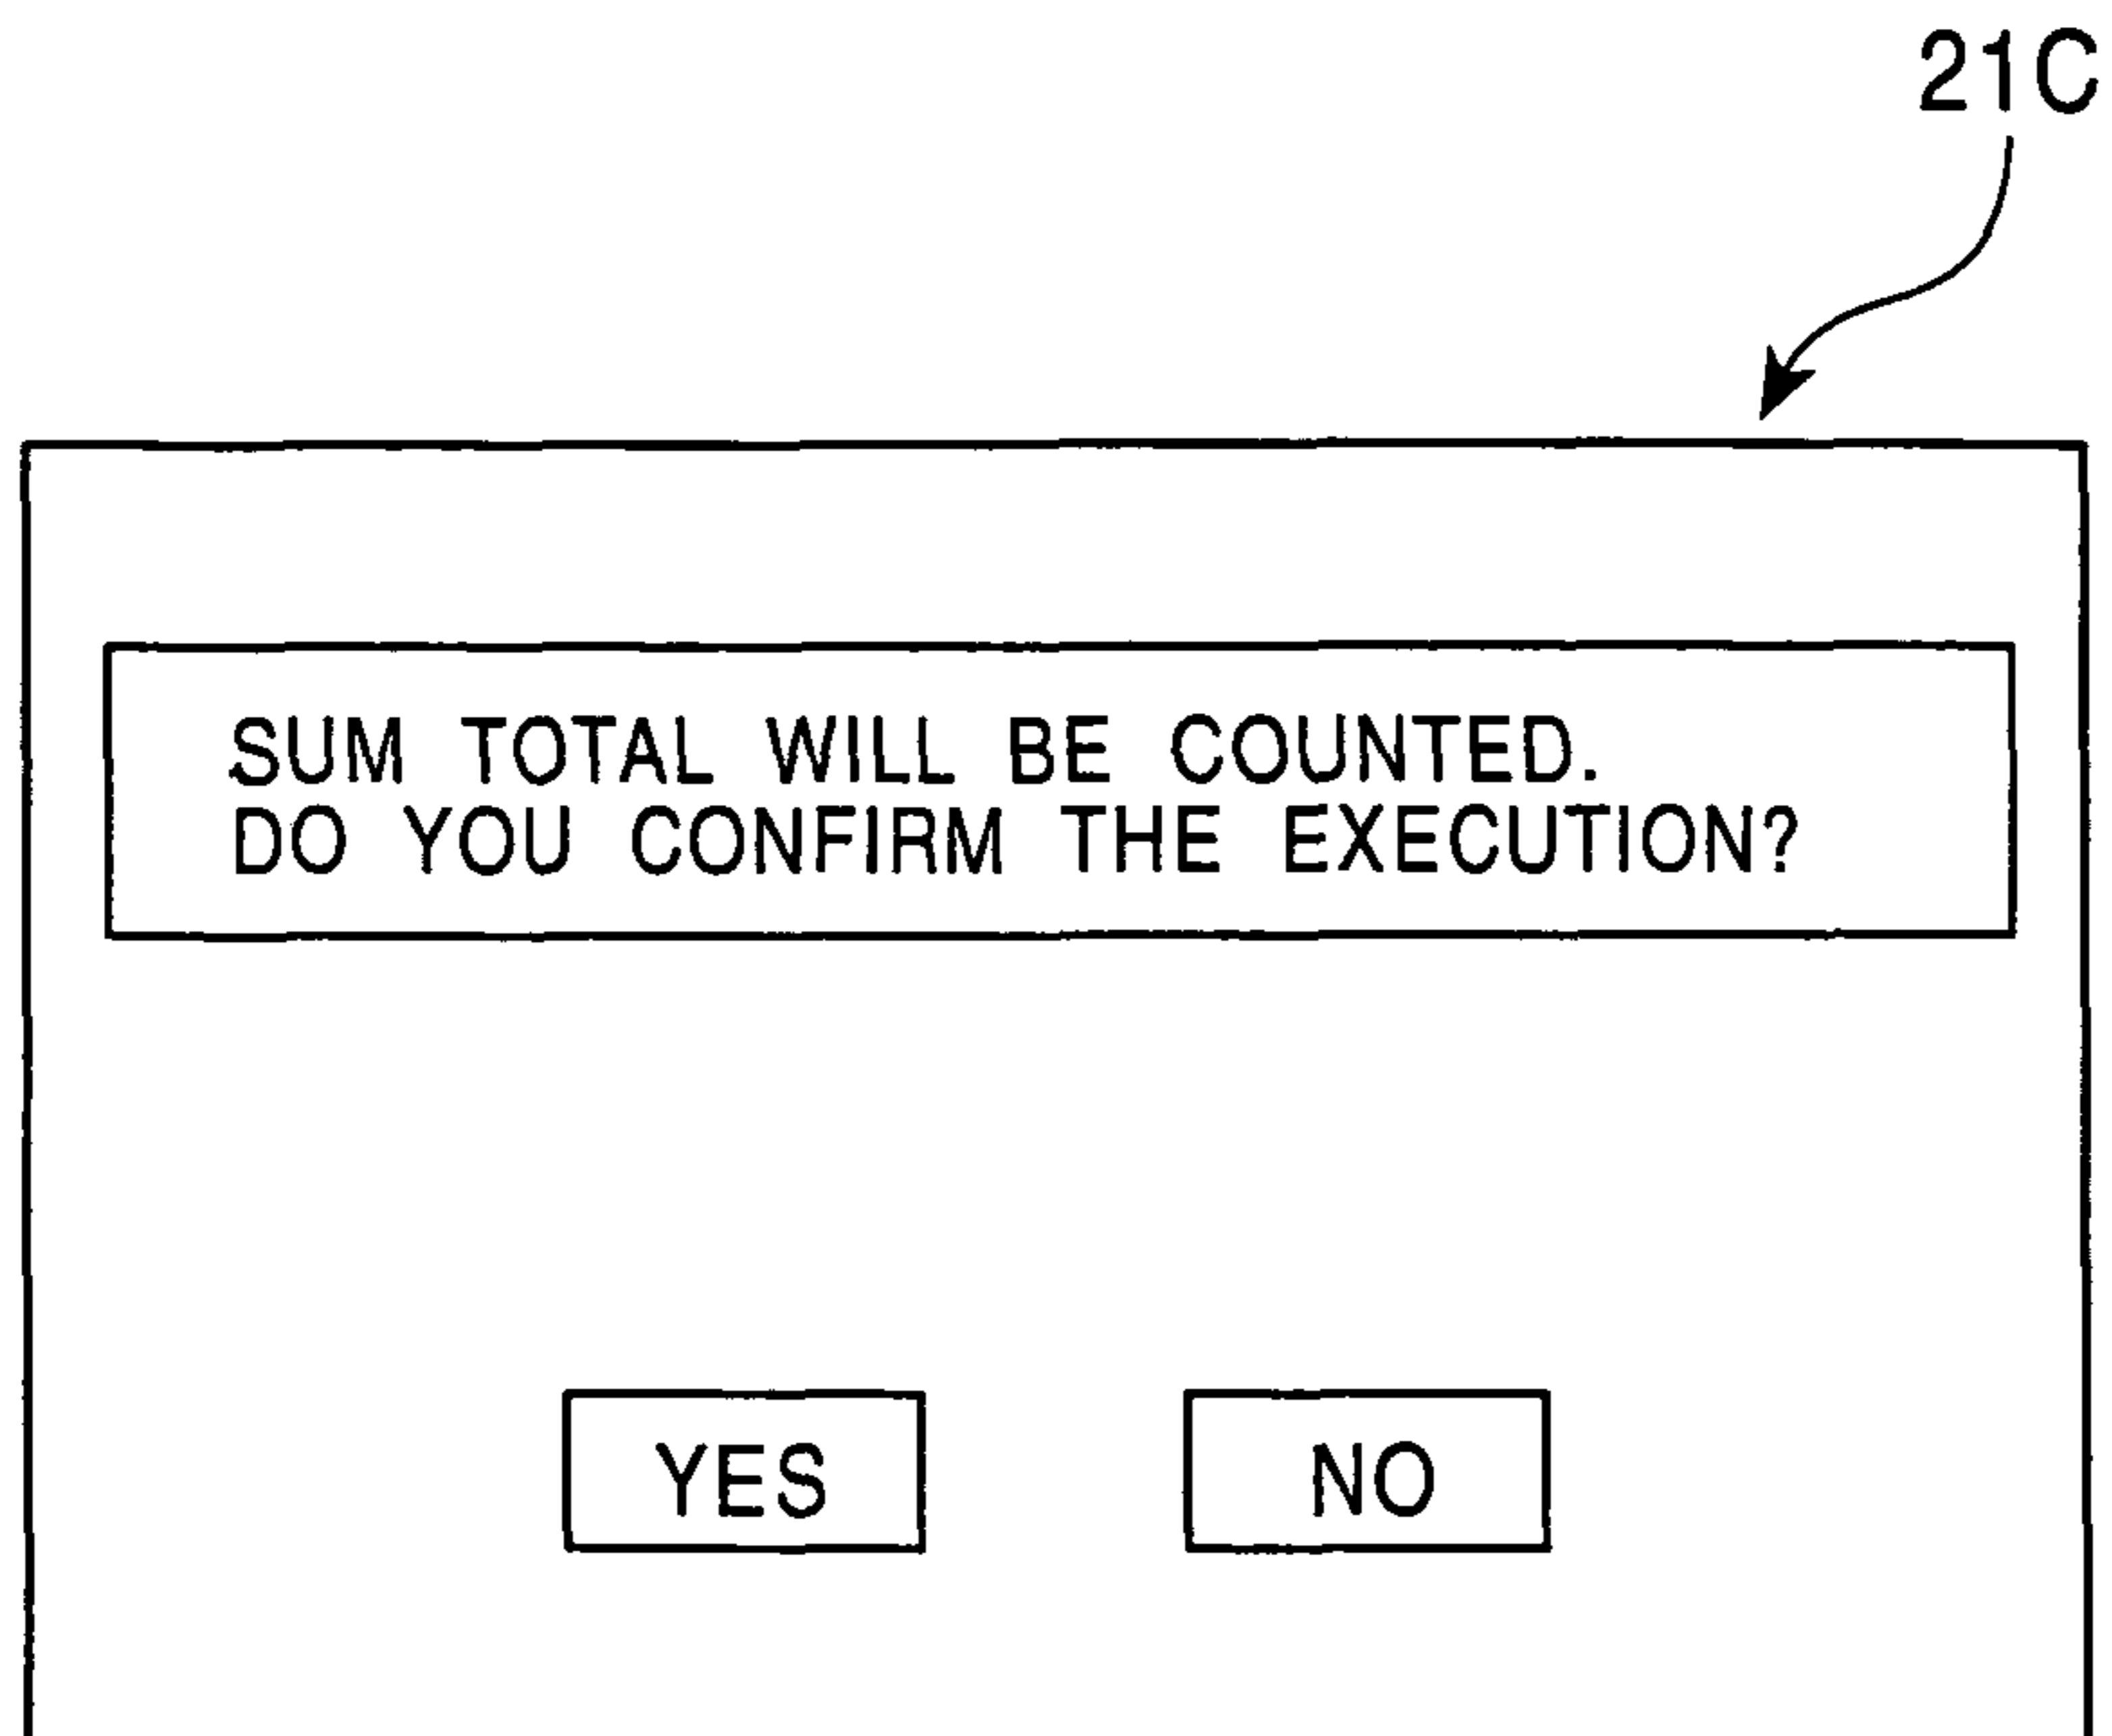 21C
SUM TOTAL WILL BE COUNTED.
DO YOU CONFIRM THE EXECUTION?
YES NO